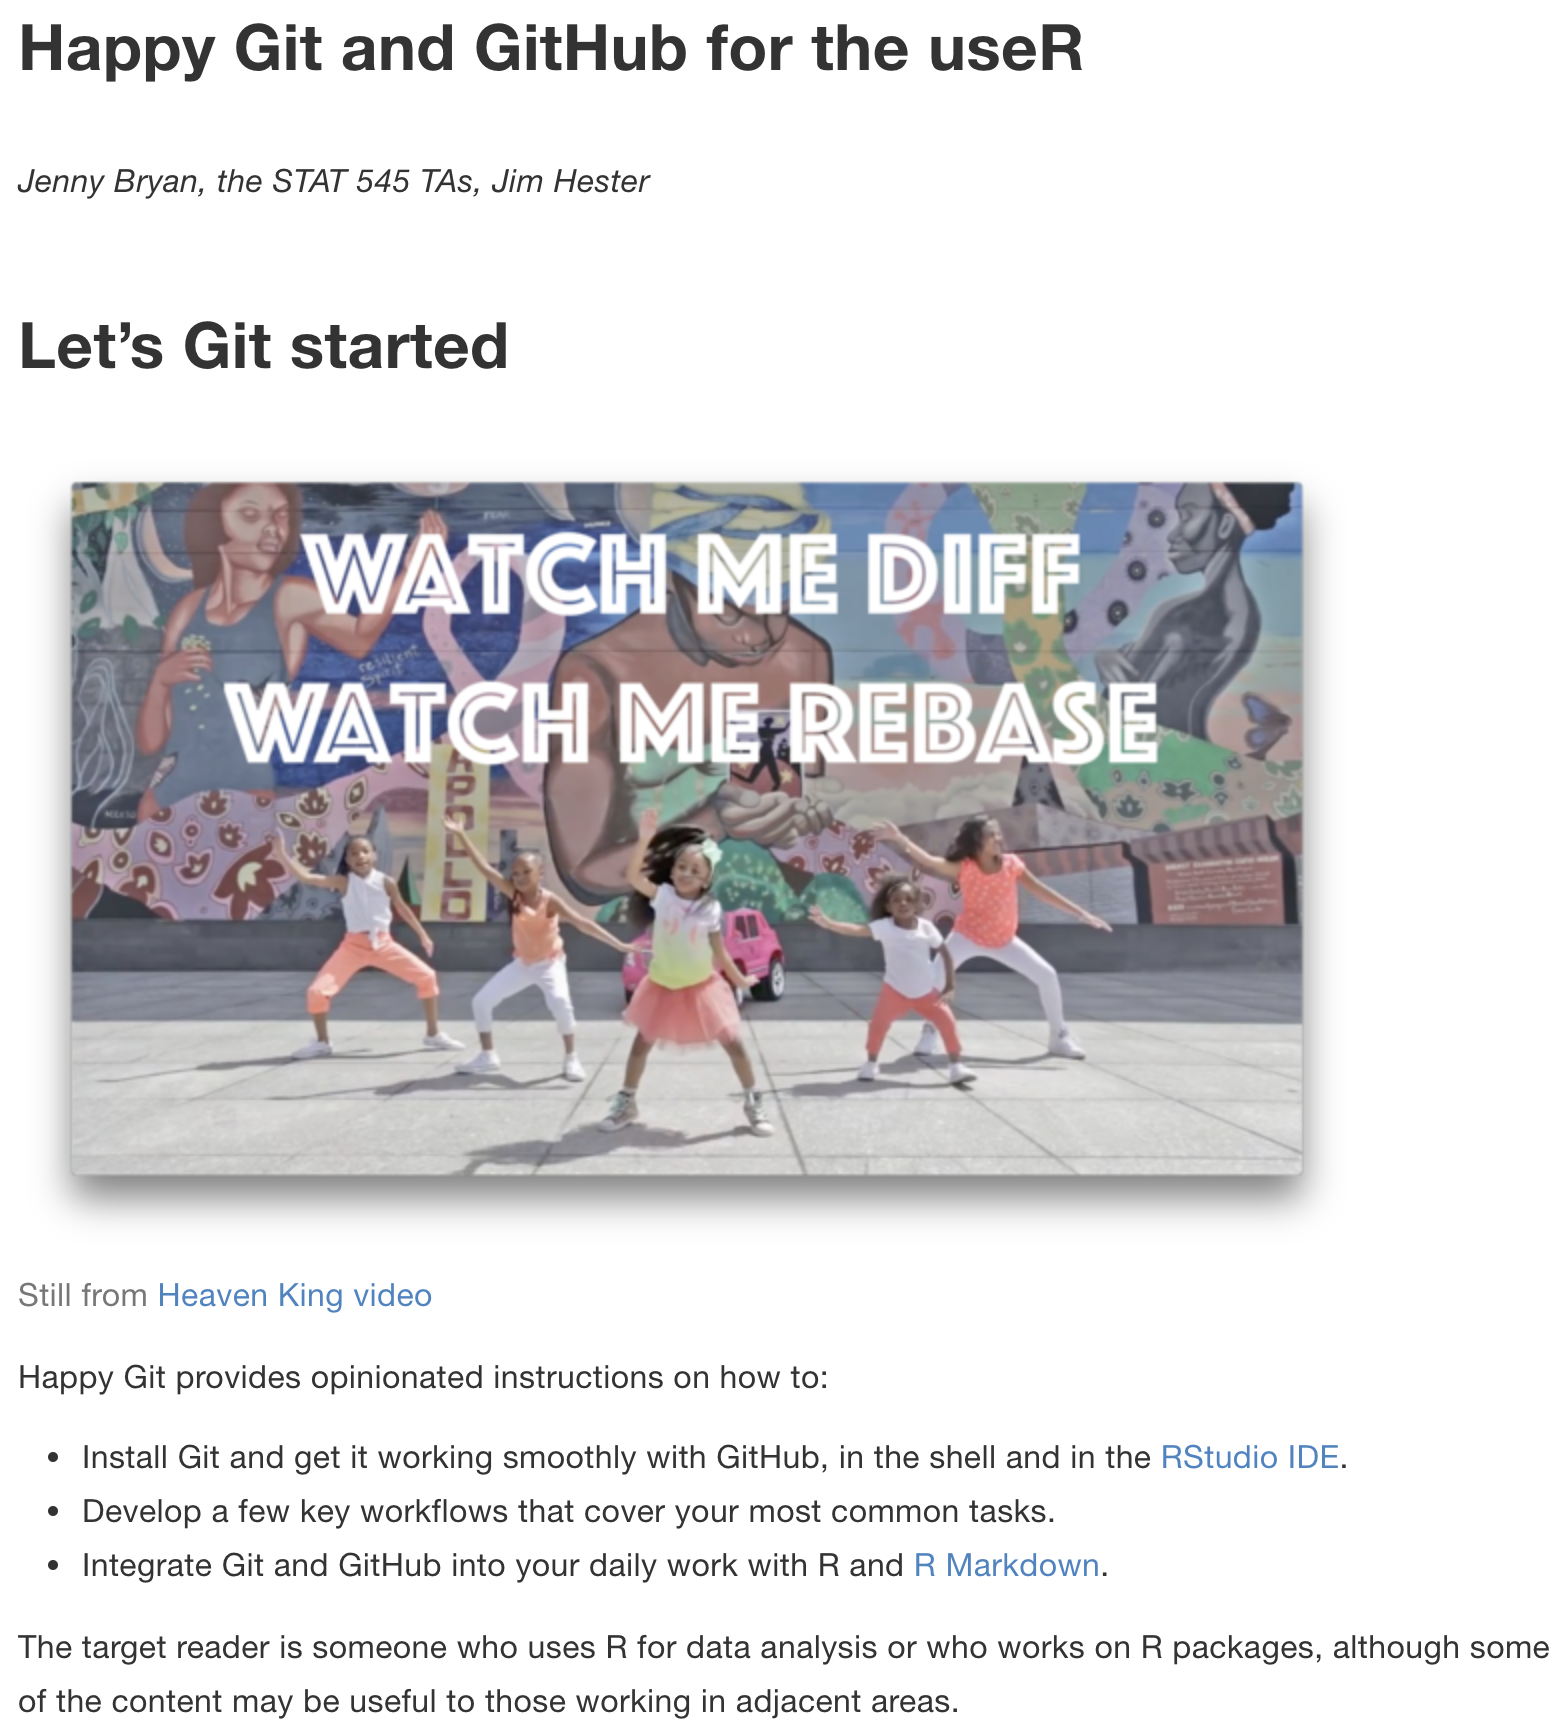 Happy Git and GitHub for the useR
Jenny Bryan, the STAT 545 TAs, Jim Hester
Let’s Git started
WATCH ME DIFF
WATCH ME REBASE
resilient
spirit
APOLLO
Still from Heaven King video
Happy Git provides opinionated instructions on how to:
• Install Git and get it working smoothly with GitHub, in the shell and in the RStudio IDE.
• Develop a few key workflows that cover your most common tasks.
• Integrate Git and GitHub into your daily work with R and R Markdown.
The target reader is someone who uses R for data analysis or who works on R packages, although some
of the content may be useful to those working in adjacent areas.